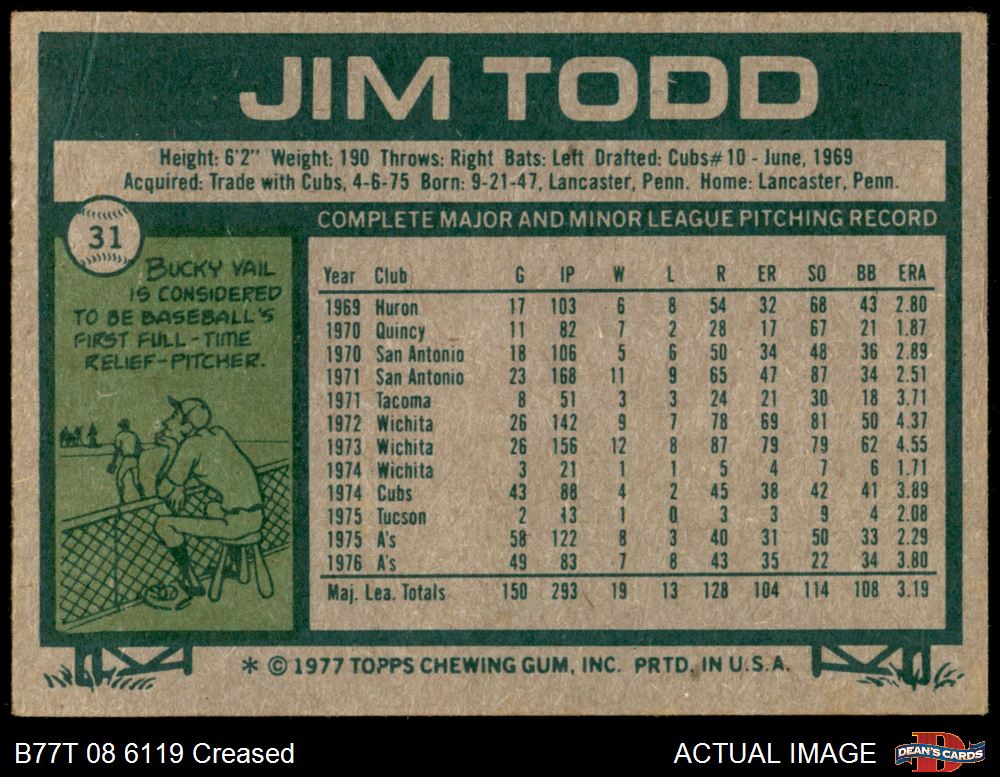 JIM TODD
Height: 6'2" Weight: 190 Throws: Right Bats: Left Drafted: Cubs#10 - June, 1969
Acquired: Trade with Cubs, 4-6-75 Born: 9-21-47, Lancaster, Penn. Home: Lancaster, Penn.
31
BUCKY VAIL
IS CONSIDERED
TO BE BASEBALL'S
FIRST FULL-TIME
RELIEF-PITCHER.
COMPLETE MAJOR AND MINOR LEAGUE PITCHING RECORD
Year Club G IP W L R ER SO BB ERA
1969 Huron 17 103 6 8 54 32 68 43 2.80
1970 Quincy 11 82 7 2 28 17 67 21 1.87
1970 San Antonio 18 106 5 6 50 34 48 36 2.89
1971 San Antonio 23 168 11 9 65 47 87 34 2.51
1971 Tacoma 8 51 3 3 24 21 30 18 3.71
1972 Wichita 26 142 9 7 78 69 81 50 4.37
1973 Wichita 26 156 12 8 87 79 79 62 4.55
1974 Wichita 3 21 1 1 5 4 7 6 1.71
1974 Cubs 43 88 4 2 45 38 42 41 3.89
1975 Tucson 2 13 1 0 3 3 9 4 2.08
1975 A's 58 122 8 3 40 31 50 33 2.29
1976 A's 49 83 7 8 43 35 22 34 3.80
Maj. Lea. Totals 150 293 19 13 128 104 114 108 3.19
* © 1977 TOPPS CHEWING GUM, INC. PRTD. IN U.S.A.
B77T 08 6119 Creased
ACTUAL IMAGE
DEAN'S CARDS